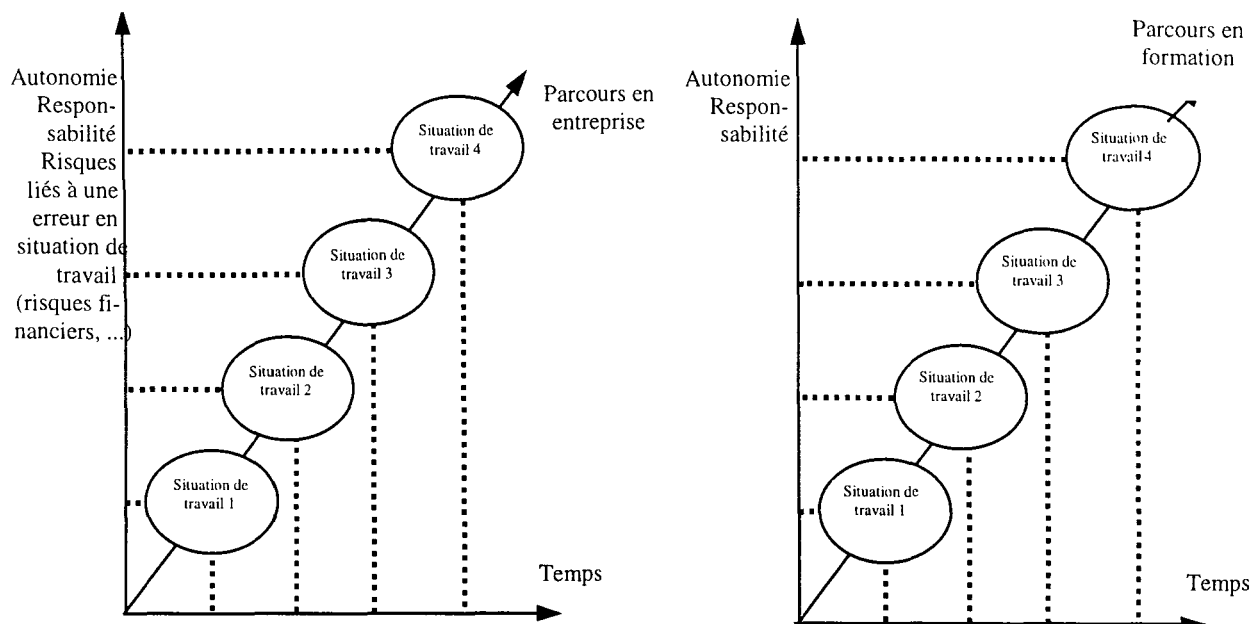 Autonomie
Respon-
sabilité
Risques
liés à une
erreur en
situation de
travail
(risques fi-
nanciers, ...)
Parcours en
entreprise
Situation de
travail 4
Situation de
travail 3
Situation de
travail 2
Situation de
travail 1
Temps
Parcours en
formation
Autonomie
Respon-
sabilité
Situation de
travail 4
Situation de
travail 3
Situation de
travail 2
Situation de
travail 1
Temps